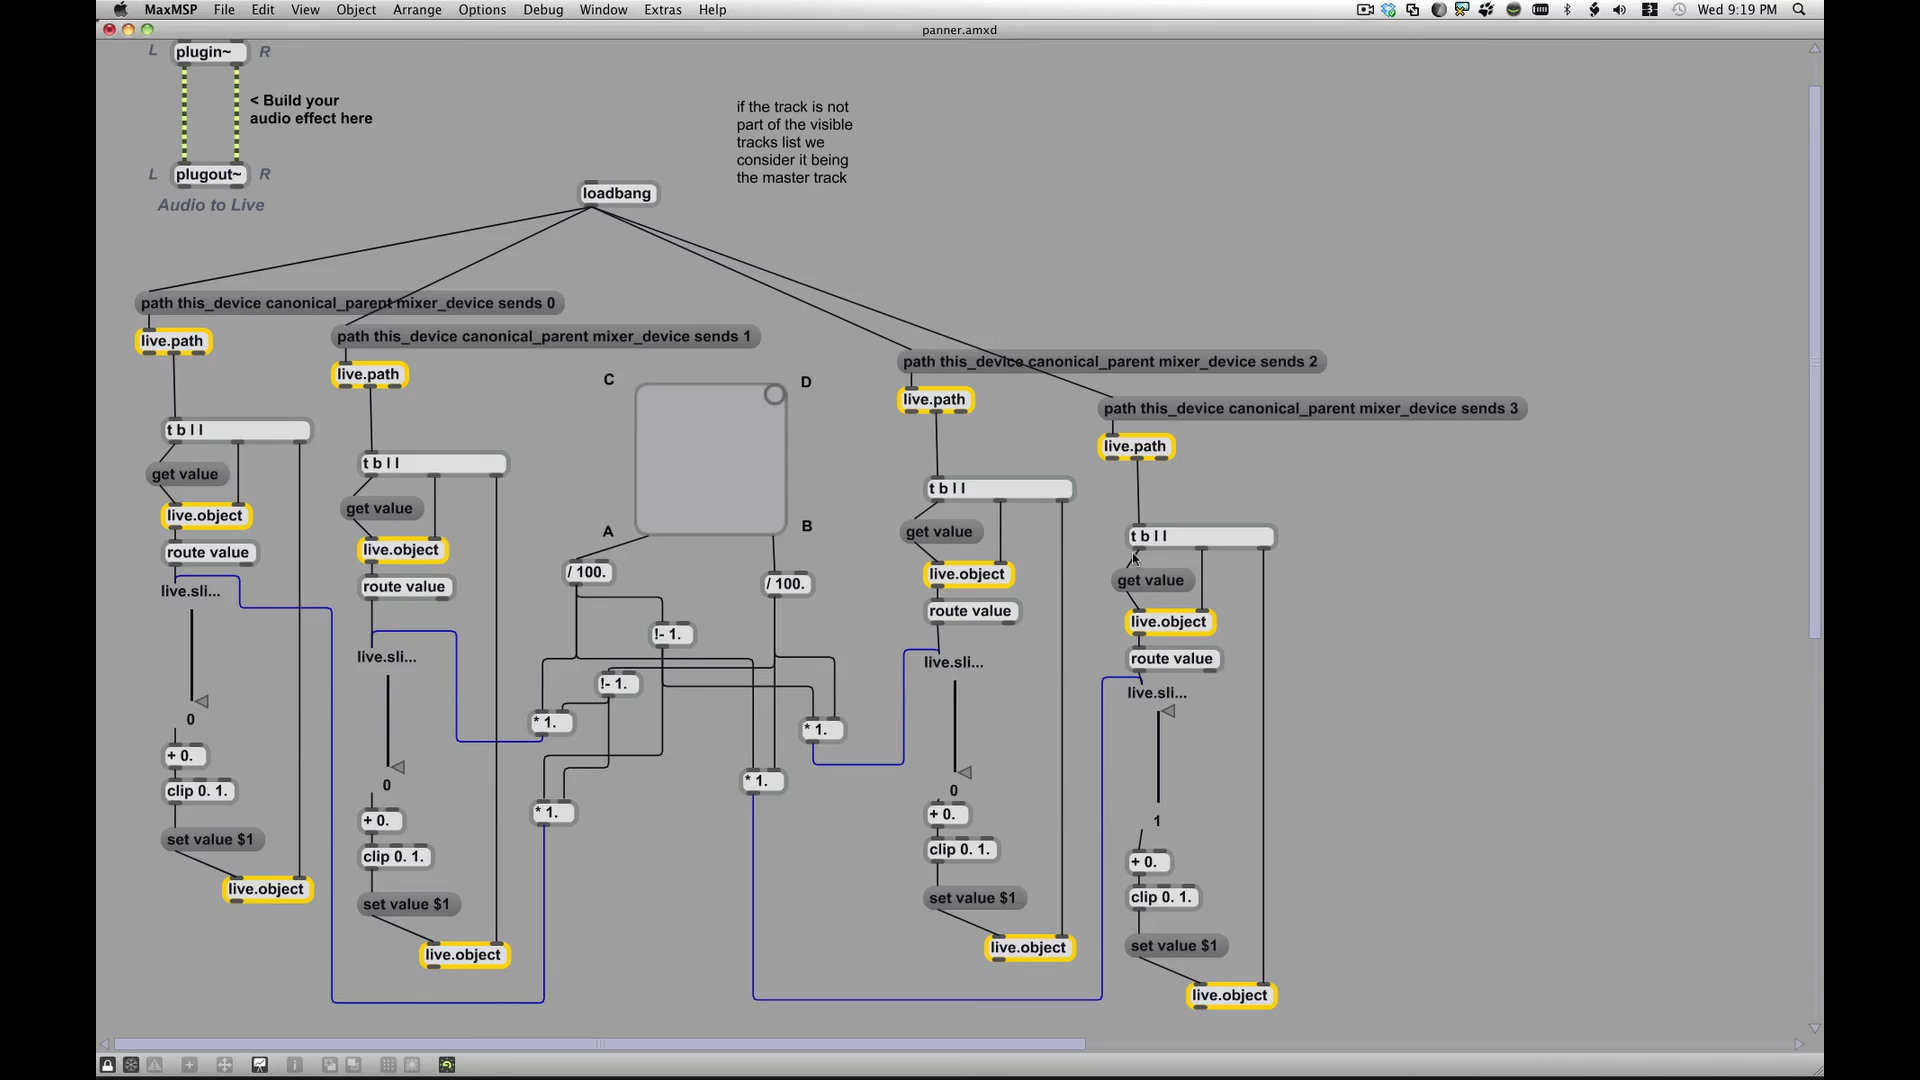 MaxMSP File Edit View Object Arrange Options Debug Window Extras Help
3 Wed 9:19 PM
panner.amxd
L plugin~ R
< Build your
audio effect here
L plugout~ R
Audio to Live
if the track is not
part of the visible
tracks list we
consider it being
the master track
loadbang
path this_device canonical_parent mixer_device sends 0
live.path
t b l l
get value
live.object
route value
live.sli...
0
+ 0.
clip 0. 1.
set value $1
live.object
path this_device canonical_parent mixer_device sends 1
live.path
t b l l
get value
live.object
route value
live.sli...
0
+ 0.
clip 0. 1.
set value $1
live.object
C
D
A
B
/ 100.
/ 100.
!- 1.
!- 1.
* 1.
* 1.
* 1.
* 1.
path this_device canonical_parent mixer_device sends 2
live.path
t b l l
get value
live.object
route value
live.sli...
0
+ 0.
clip 0. 1.
set value $1
live.object
path this_device canonical_parent mixer_device sends 3
live.path
t b l l
get value
live.object
route value
live.sli...
1
+ 0.
clip 0. 1.
set value $1
live.object